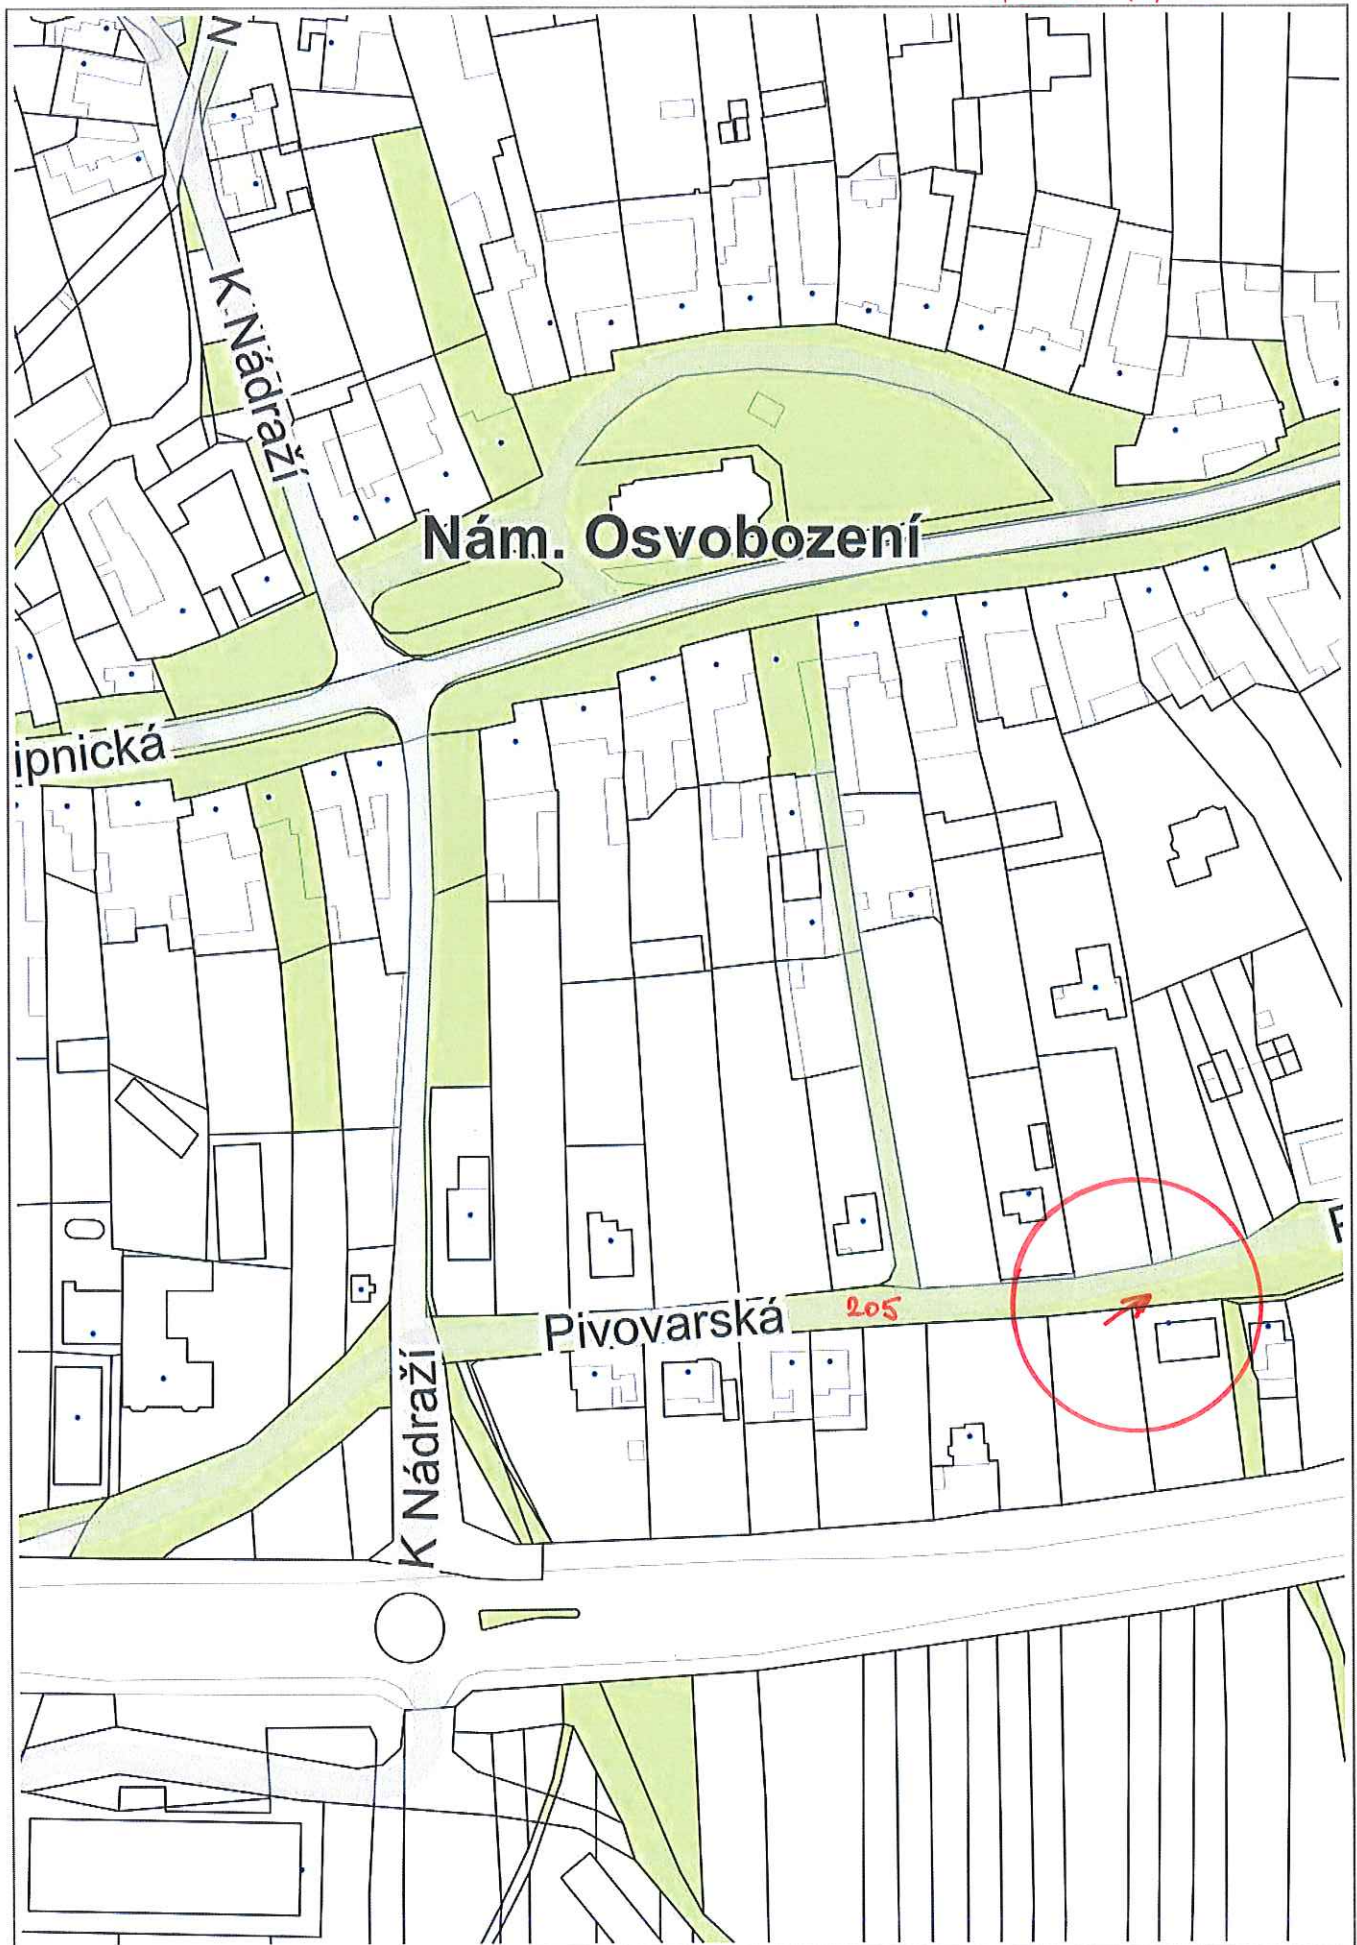 K Nádraží
Nám. Osvobození
ipnická
Pivovarská
205
K Nádraží